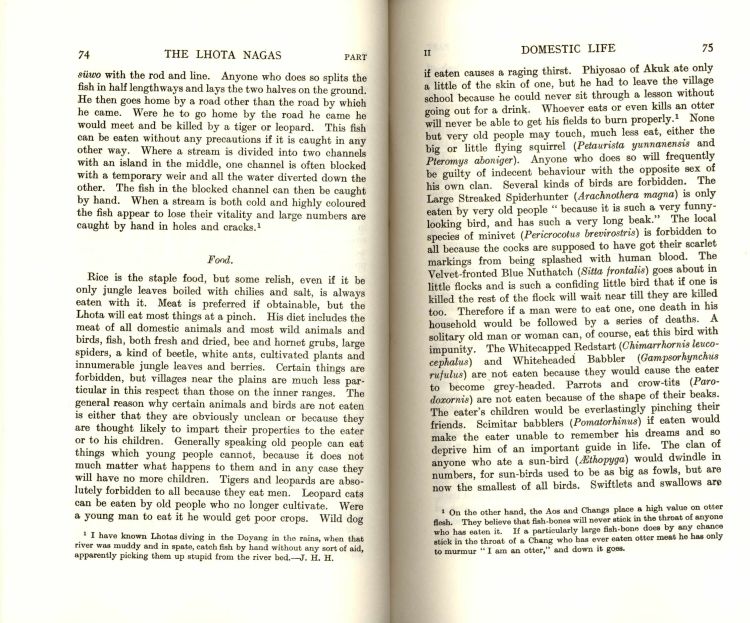 74 THE LHOTA NAGAS PART
süwo with the rod and line. Anyone who does so splits the
fish in half lengthways and lays the two halves on the ground.
He then goes home by a road other than the road by which
he came. Were he to go home by the road he came he
would meet and be killed by a tiger or leopard. This fish
can be eaten without any precautions if it is caught in any
other way. Where a stream is divided into two channels
with an island in the middle, one channel is often blocked
with a temporary weir and all the water diverted down the
other. The fish in the blocked channel can then be caught
by hand. When a stream is both cold and highly coloured
the fish appear to lose their vitality and large numbers are
caught by hand in holes and cracks.¹
Food.
Rice is the staple food, but some relish, even if it be
only jungle leaves boiled with chilies and salt, is always
eaten with it. Meat is preferred if obtainable, but the
Lhota will eat most things at a pinch. His diet includes the
meat of all domestic animals and most wild animals and
birds, fish, both fresh and dried, bee and hornet grubs, large
spiders, a kind of beetle, white ants, cultivated plants and
innumerable jungle leaves and berries. Certain things are
forbidden, but villages near the plains are much less par-
ticular in this respect than those on the inner ranges. The
general reason why certain animals and birds are not eaten
is either that they are obviously unclean or because they
are thought likely to impart their properties to the eater
or to his children. Generally speaking old people can eat
things which young people cannot, because it does not
much matter what happens to them and in any case they
will have no more children. Tigers and leopards are abso-
lutely forbidden to all because they eat men. Leopard cats
can be eaten by old people who no longer cultivate. Were
a young man to eat it he would get poor crops. Wild dog
¹ I have known Lhotas diving in the Doyang in the rains, when that
river was muddy and in spate, catch fish by hand without any sort of aid,
apparently picking them up stupid from the river bed.—J. H. H.
II DOMESTIC LIFE 75
if eaten causes a raging thirst. Phiyosao of Akuk ate only
a little of the skin of one, but he had to leave the village
school because he could never sit through a lesson without
going out for a drink. Whoever eats or even kills an otter
will never be able to get his fields to burn properly.¹ None
but very old people may touch, much less eat, either the
big or little flying squirrel (Petaurista yunnanensis and
Pteromys aboniger). Anyone who does so will frequently
be guilty of indecent behaviour with the opposite sex of
his own clan. Several kinds of birds are forbidden. The
Large Streaked Spiderhunter (Arachnothera magna) is only
eaten by very old people “ because it is such a very funny-
looking bird, and has such a very long beak.” The local
species of minivet (Pericrocotus brevirostris) is forbidden to
all because the cocks are supposed to have got their scarlet
markings from being splashed with human blood. The
Velvet-fronted Blue Nuthatch (Sitta frontalis) goes about in
little flocks and is such a confiding little bird that if one is
killed the rest of the flock will wait near till they are killed
too. Therefore if a man were to eat one, one death in his
household would be followed by a series of deaths. A
solitary old man or woman can, of course, eat this bird with
impunity. The Whitecapped Redstart (Chimarrhornis leuco-
cephalus) and Whiteheaded Babbler (Gampsorhynchus
rufulus) are not eaten because they would cause the eater
to become grey-headed. Parrots and crow-tits (Paro-
doxornis) are not eaten because of the shape of their beaks.
The eater's children would be everlastingly pinching their
friends. Scimitar babblers (Pomatorhinus) if eaten would
make the eater unable to remember his dreams and so
deprive him of an important guide in life. The clan of
anyone who ate a sun-bird (Æthopyga) would dwindle in
numbers, for sun-birds used to be as big as fowls, but are
now the smallest of all birds. Swiftlets and swallows are
¹ On the other hand, the Aos and Changs place a high value on otter
flesh. They believe that fish-bones will never stick in the throat of anyone
who has eaten it. If a particularly large fish-bone does by any chance
stick in the throat of a Chang who has ever eaten otter meat he has only
to murmur “ I am an otter,” and down it goes.